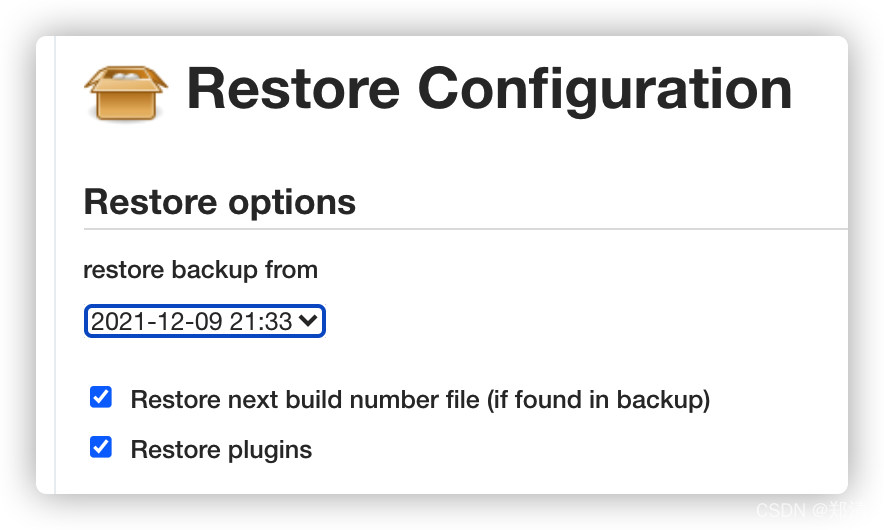 Restore Configuration
Restore options
restore backup from
2021-12-09 21:33
Restore next build number file (if found in backup)
Restore plugins
CSDN @郑